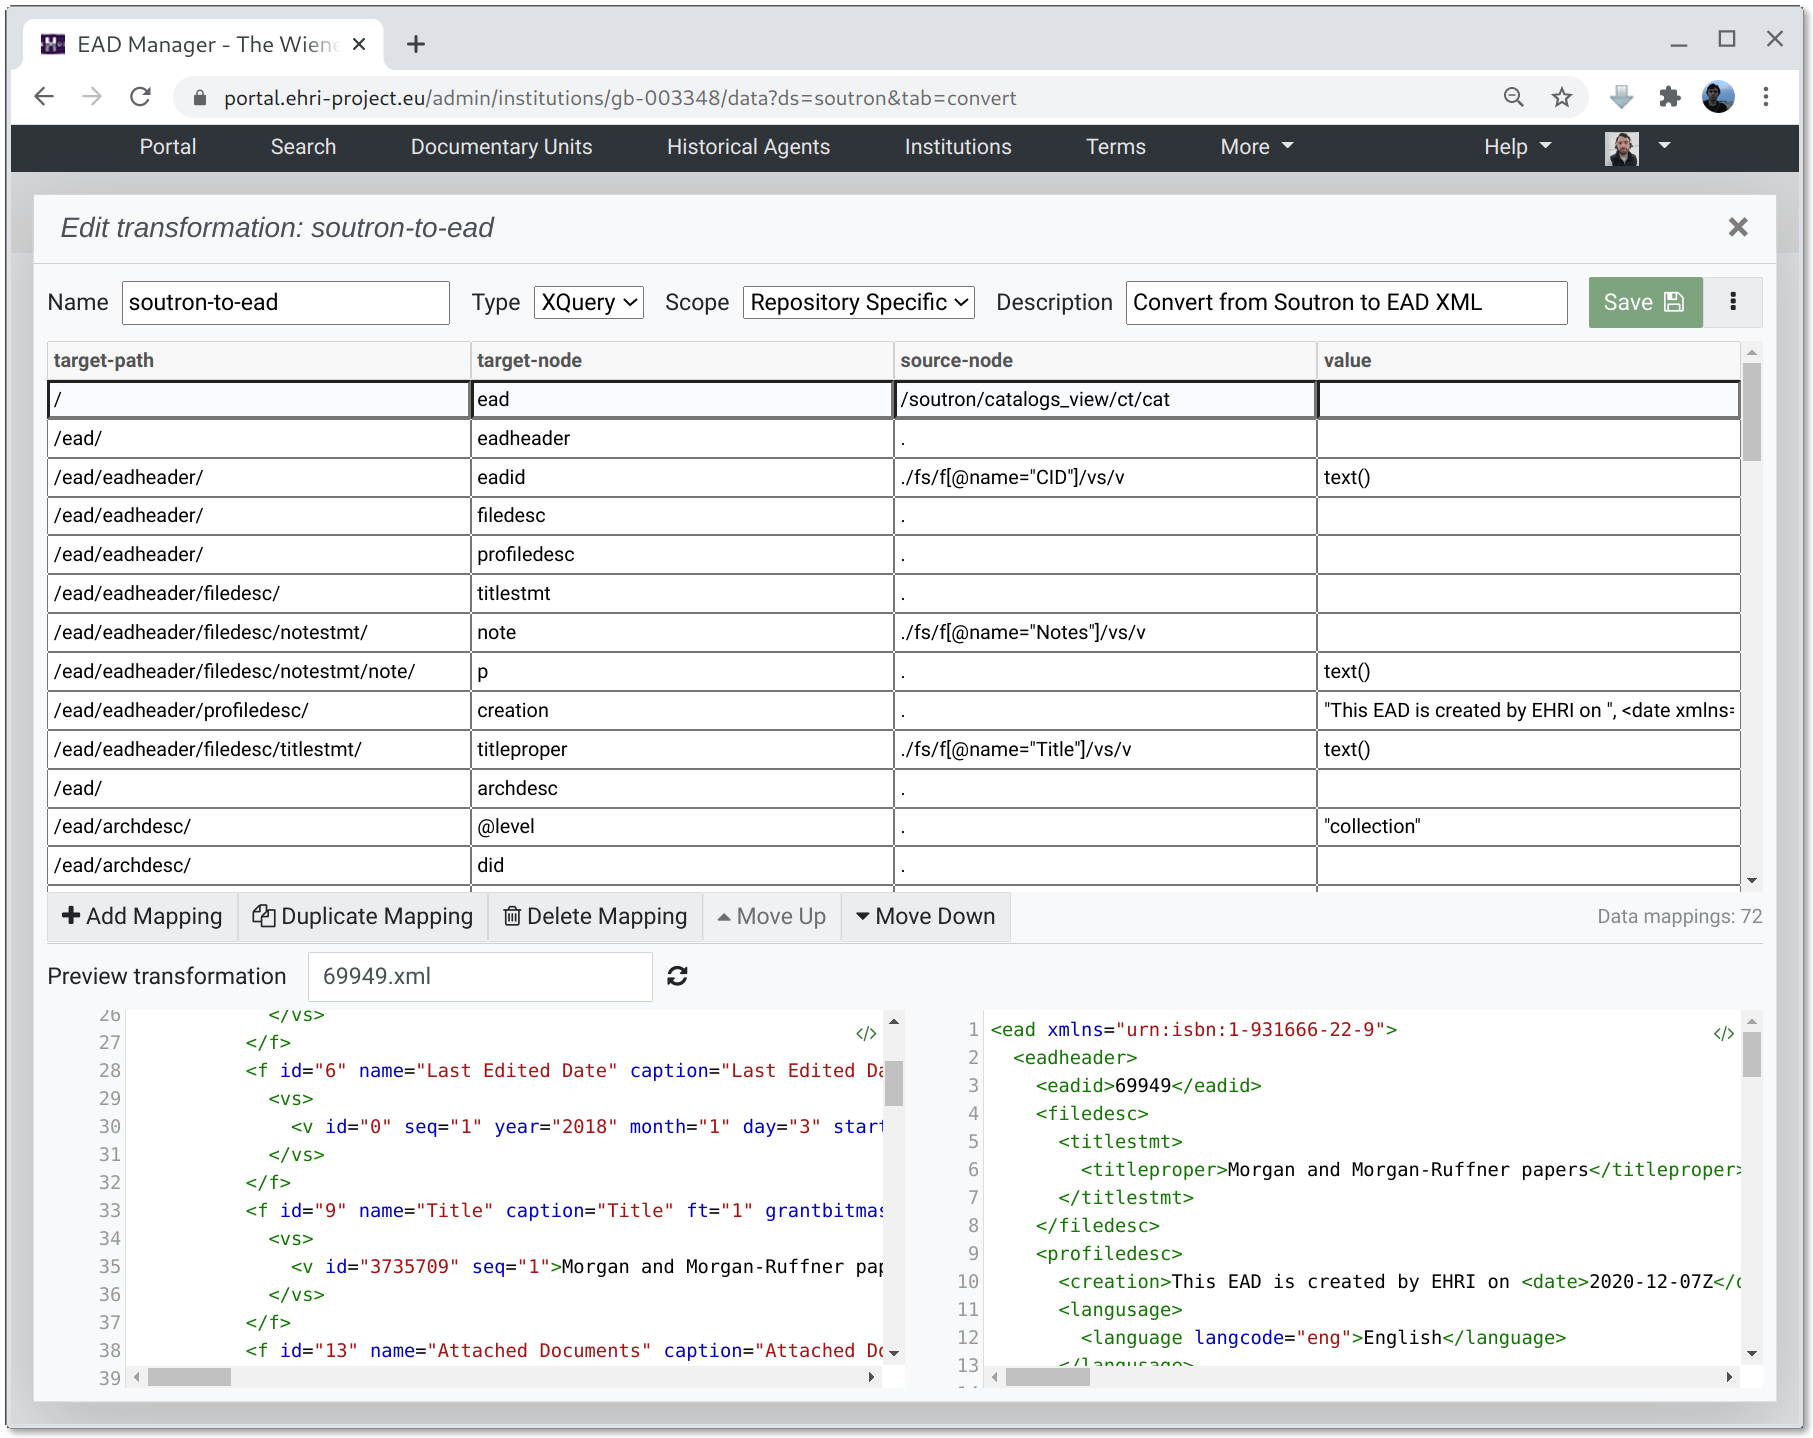 EAD Manager - The Wiene
portal.ehri-project.eu/admin/institutions/gb-003348/data?ds=soutron&tab=convert
Portal Search Documentary Units Historical Agents Institutions Terms More Help
Edit transformation: soutron-to-ead
Name soutron-to-ead Type XQuery Scope Repository Specific Description Convert from Soutron to EAD XML Save
target-path target-node source-node value
/ ead /soutron/catalogs_view/ct/cat
/ead/ eadheader .
/ead/eadheader/ eadid ./fs/f[@name="CID"]/vs/v text()
/ead/eadheader/ filedesc .
/ead/eadheader/ profiledesc .
/ead/eadheader/filedesc/ titlestmt .
/ead/eadheader/filedesc/notestmt/ note ./fs/f[@name="Notes"]/vs/v
/ead/eadheader/filedesc/notestmt/note/ p . text()
/ead/eadheader/profiledesc/ creation . "This EAD is created by EHRI on ", <date xmlns=
/ead/eadheader/filedesc/titlestmt/ titleproper ./fs/f[@name="Title"]/vs/v text()
/ead/ archdesc .
/ead/archdesc/ @level . "collection"
/ead/archdesc/ did .
Add Mapping Duplicate Mapping Delete Mapping Move Up Move Down Data mappings: 72
Preview transformation 69949.xml
26 </vs>
27 </f>
28 <f id="6" name="Last Edited Date" caption="Last Edited Da
29 <vs>
30 <v id="0" seq="1" year="2018" month="1" day="3" start
31 </vs>
32 </f>
33 <f id="9" name="Title" caption="Title" ft="1" grantbitmas
34 <vs>
35 <v id="3735709" seq="1">Morgan and Morgan-Ruffner pap
36 </vs>
37 </f>
38 <f id="13" name="Attached Documents" caption="Attached Do
39
</>
1 <ead xmlns="urn:isbn:1-931666-22-9">
2 <eadheader>
3 <eadid>69949</eadid>
4 <filedesc>
5 <titlestmt>
6 <titleproper>Morgan and Morgan-Ruffner papers</titleproper>
7 </titlestmt>
8 </filedesc>
9 <profiledesc>
10 <creation>This EAD is created by EHRI on <date>2020-12-07Z</d
11 <langusage>
12 <language langcode="eng">English</language>
13 </langusage>
</>